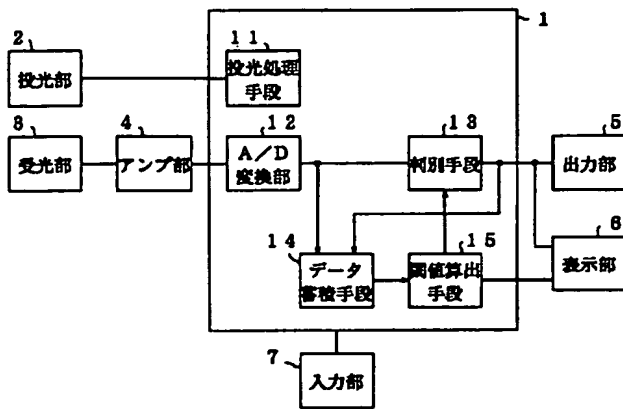 1
2
投光部
11
投光処理
手段
3
受光部
4
アンプ部
12
A/D
変換部
13
判別手段
5
出力部
14
データ
蓄積手段
15
閾値算出
手段
6
表示部
7
入力部